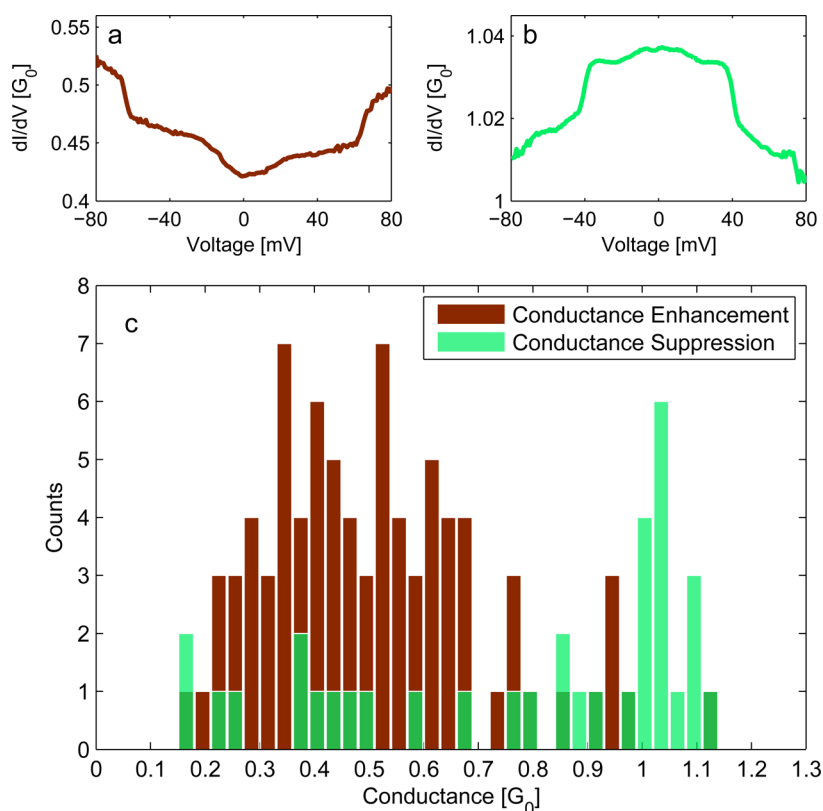 a
0.55
0.5
0.45
0.4
dI/dV [G0]
−80 −40 0 40 80
Voltage [mV]
b
1.04
1.02
1
dI/dV [G0]
−80 −40 0 40 80
Voltage [mV]
c
8
7
6
5
4
3
2
1
0
Counts
Conductance Enhancement
Conductance Suppression
0 0.1 0.2 0.3 0.4 0.5 0.6 0.7 0.8 0.9 1 1.1 1.2 1.3
Conductance [G0]